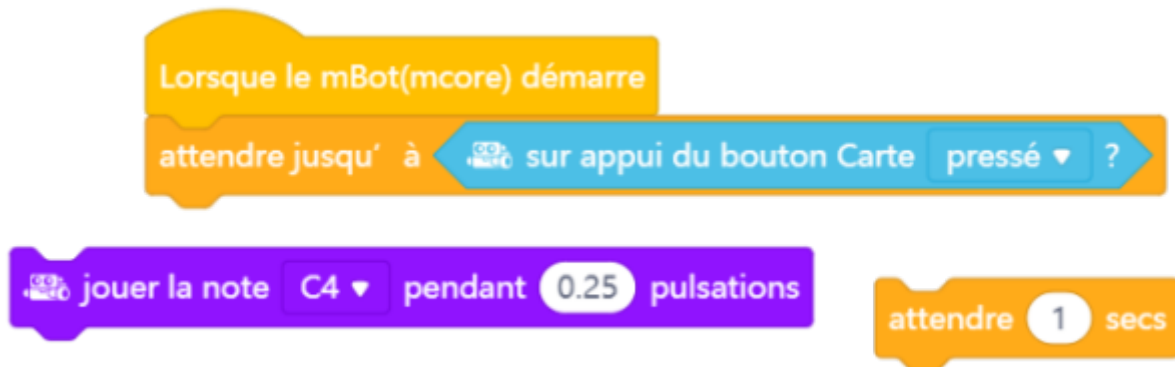 Lorsque le mBot(mcore) démarre
attendre jusqu' à sur appui du bouton Carte pressé ?
jouer la note C4 pendant 0.25 pulsations
attendre 1 secs